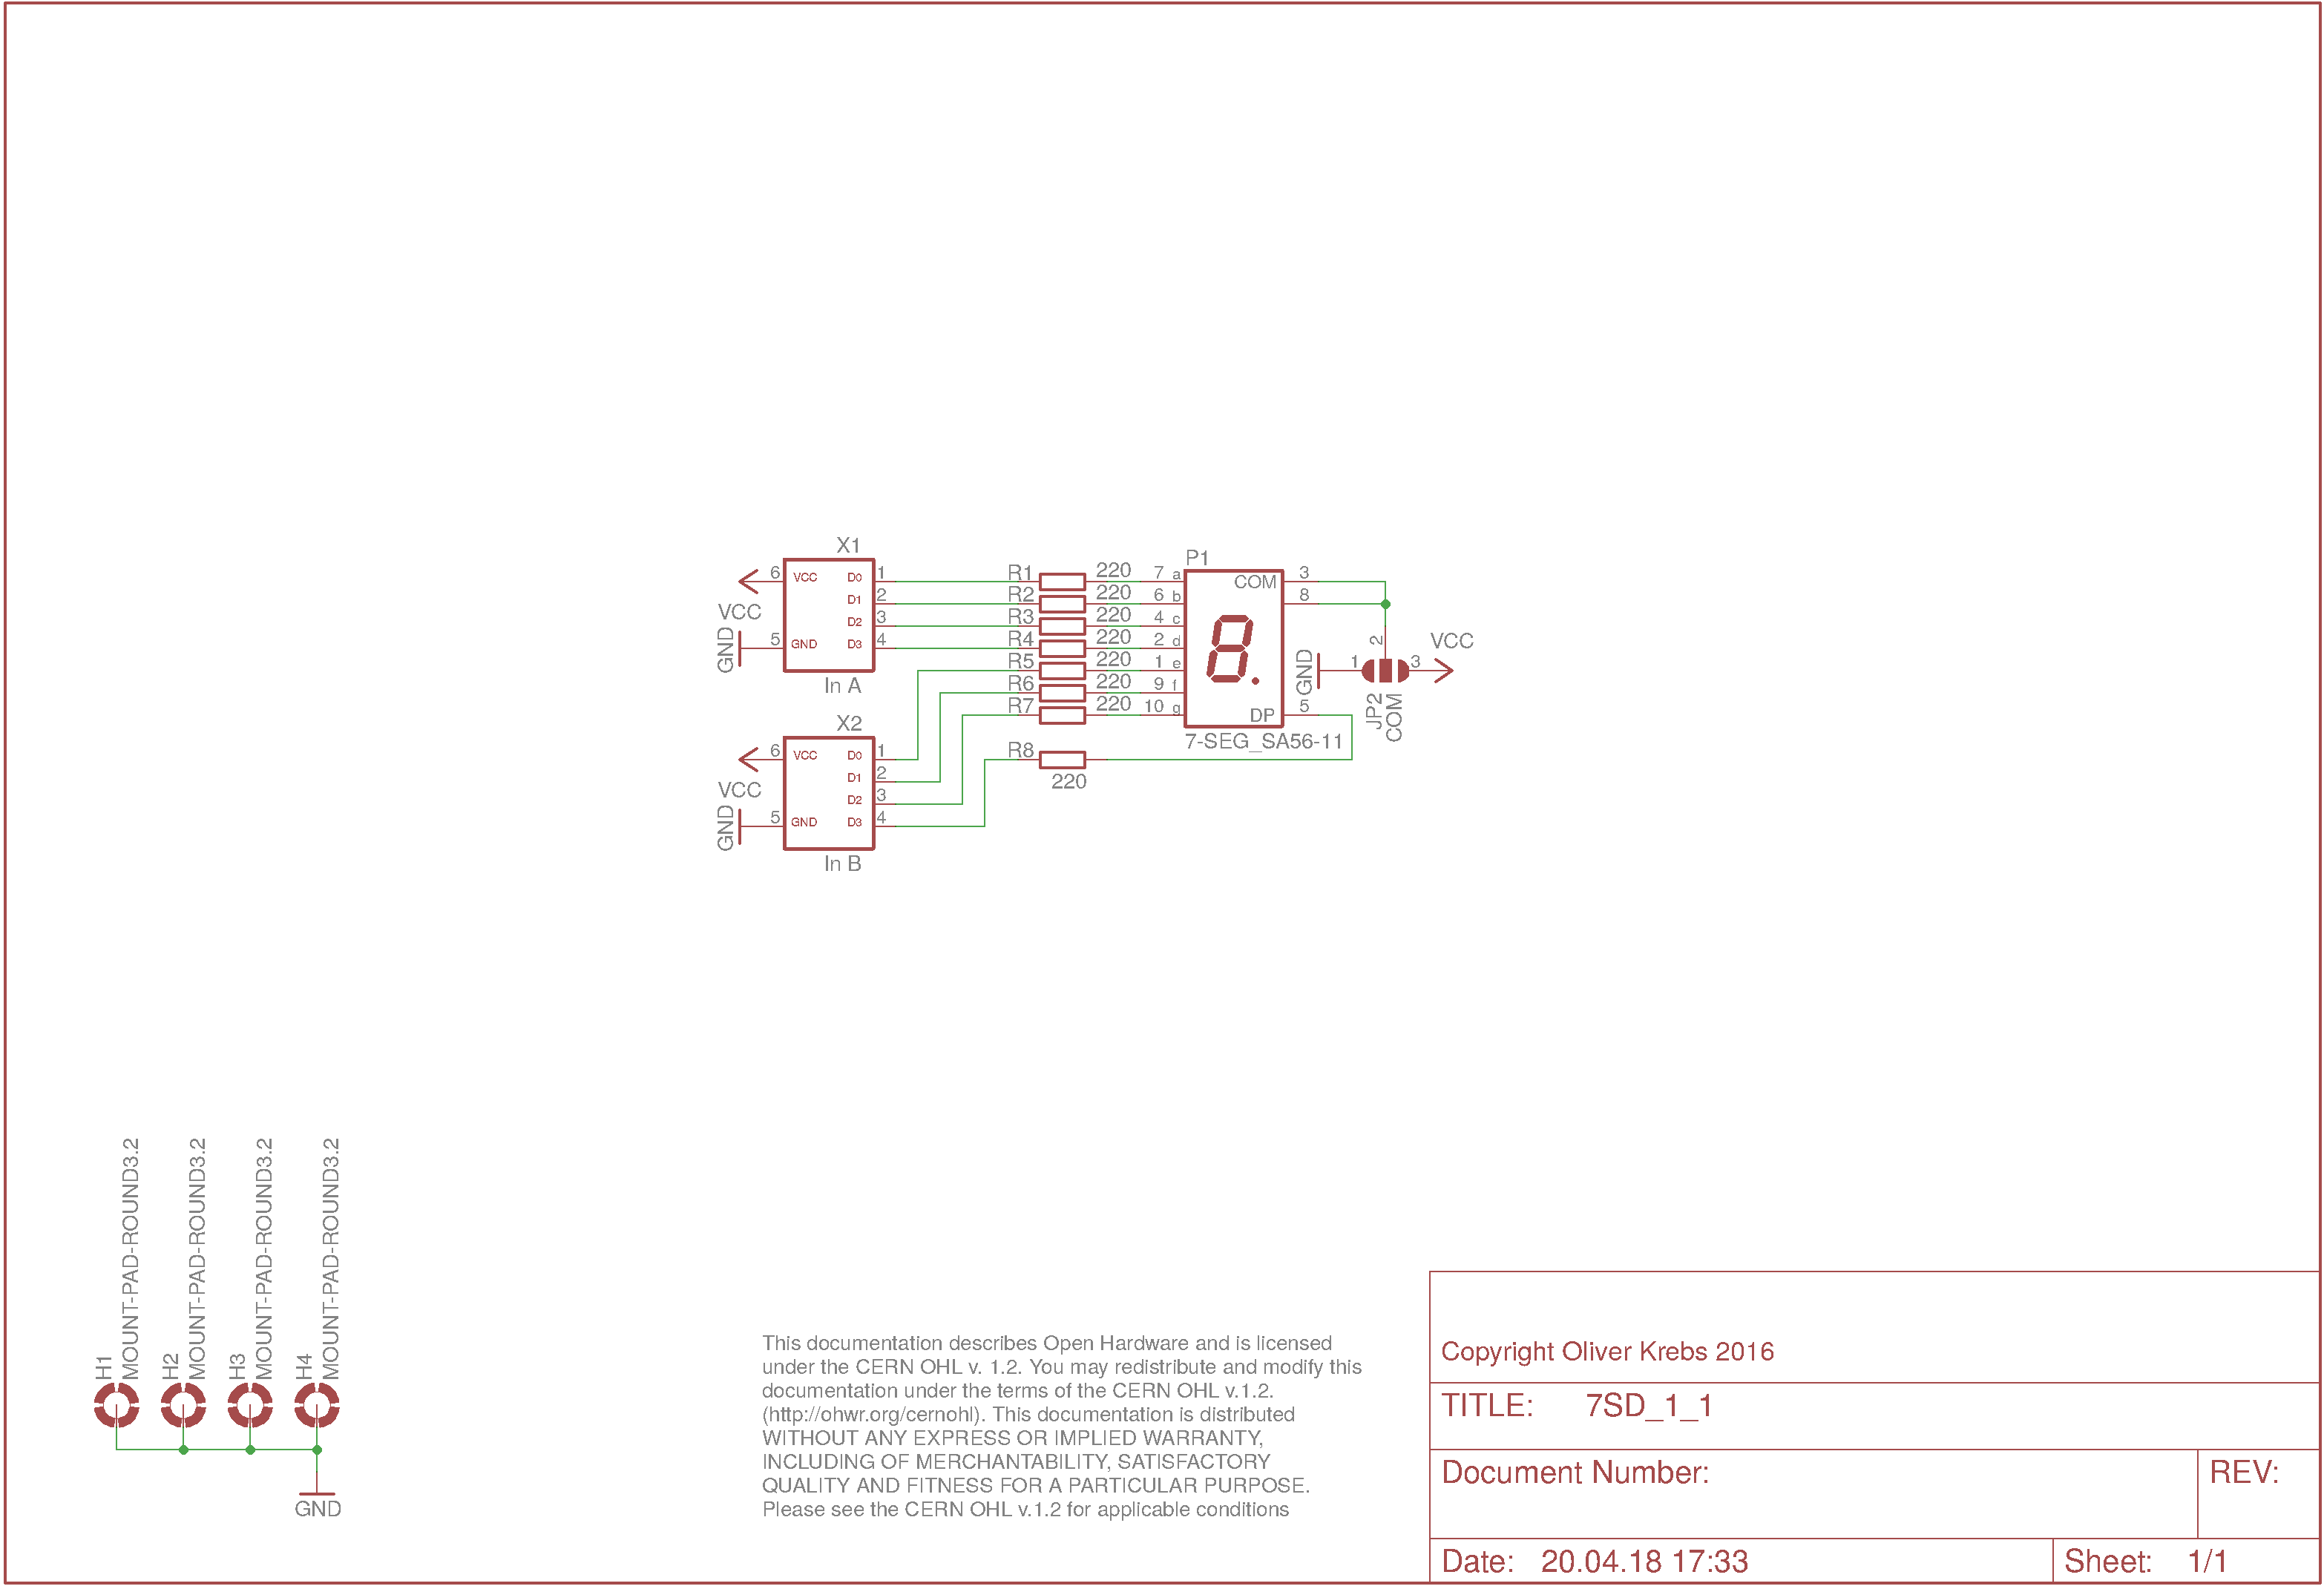 X1
6 VCC D0 1
D1 2
VCC
D2 3
GND
5 GND D3 4
In A
X2
6 VCC D0 1
D1 2
VCC
D2 3
GND
5 GND D3 4
In B
R1 220 7 a
R2 220 6 b
R3 220 4 c
R4 220 2 d
R5 220 1 e
R6 220 9 f
R7 220 10 g
R8
220
P1
COM 3
8
DP 5
7-SEG_SA56-11
GND
1
2
3
VCC
JP2
COM
H1
MOUNT-PAD-ROUND3.2
H2
MOUNT-PAD-ROUND3.2
H3
MOUNT-PAD-ROUND3.2
H4
MOUNT-PAD-ROUND3.2
GND
This documentation describes Open Hardware and is licensed
under the CERN OHL v. 1.2. You may redistribute and modify this
documentation under the terms of the CERN OHL v.1.2.
(http://ohwr.org/cernohl). This documentation is distributed
WITHOUT ANY EXPRESS OR IMPLIED WARRANTY,
INCLUDING OF MERCHANTABILITY, SATISFACTORY
QUALITY AND FITNESS FOR A PARTICULAR PURPOSE.
Please see the CERN OHL v.1.2 for applicable conditions
Copyright Oliver Krebs 2016
TITLE: 7SD_1_1
Document Number:
REV:
Date: 20.04.18 17:33
Sheet: 1/1